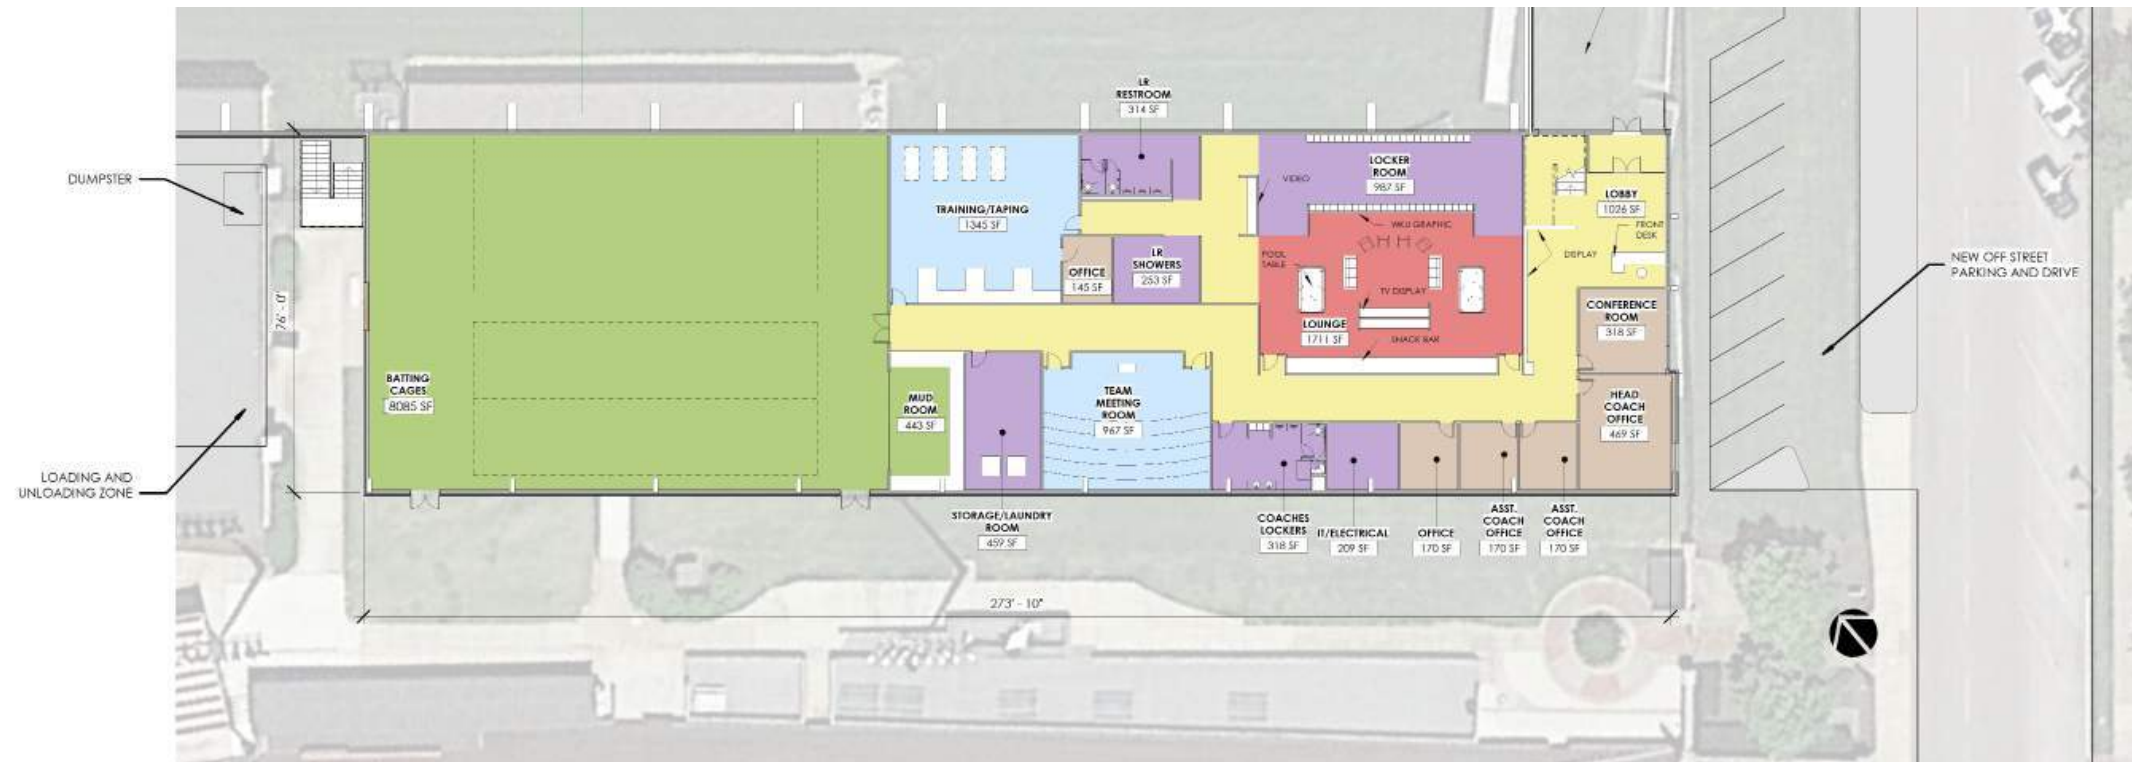 LR
RESTROOM
314 SF
DUMPSTER
VIDEO
LOCKER
ROOM
987 SF
LOBBY
1026 SF
TRAINING/TAPING
1345 SF
WKU GRAPHIC
FRONT
DESK
LR
SHOWERS
253 SF
POOL
TABLE
DISPLAY
OFFICE
145 SF
NEW OFF STREET
PARKING AND DRIVE
76' - 0"
TV DISPLAY
CONFERENCE
ROOM
318 SF
LOUNGE
1711 SF
SNACK BAR
BATTING
CAGES
8085 SF
MUD
ROOM
443 SF
TEAM
MEETING
ROOM
967 SF
HEAD
COACH
OFFICE
469 SF
LOADING AND
UNLOADING ZONE
STORAGE/LAUNDRY
ROOM
459 SF
COACHES
LOCKERS
318 SF
IT/ELECTRICAL
209 SF
OFFICE
170 SF
ASST.
COACH
OFFICE
170 SF
ASST.
COACH
OFFICE
170 SF
273' - 10"